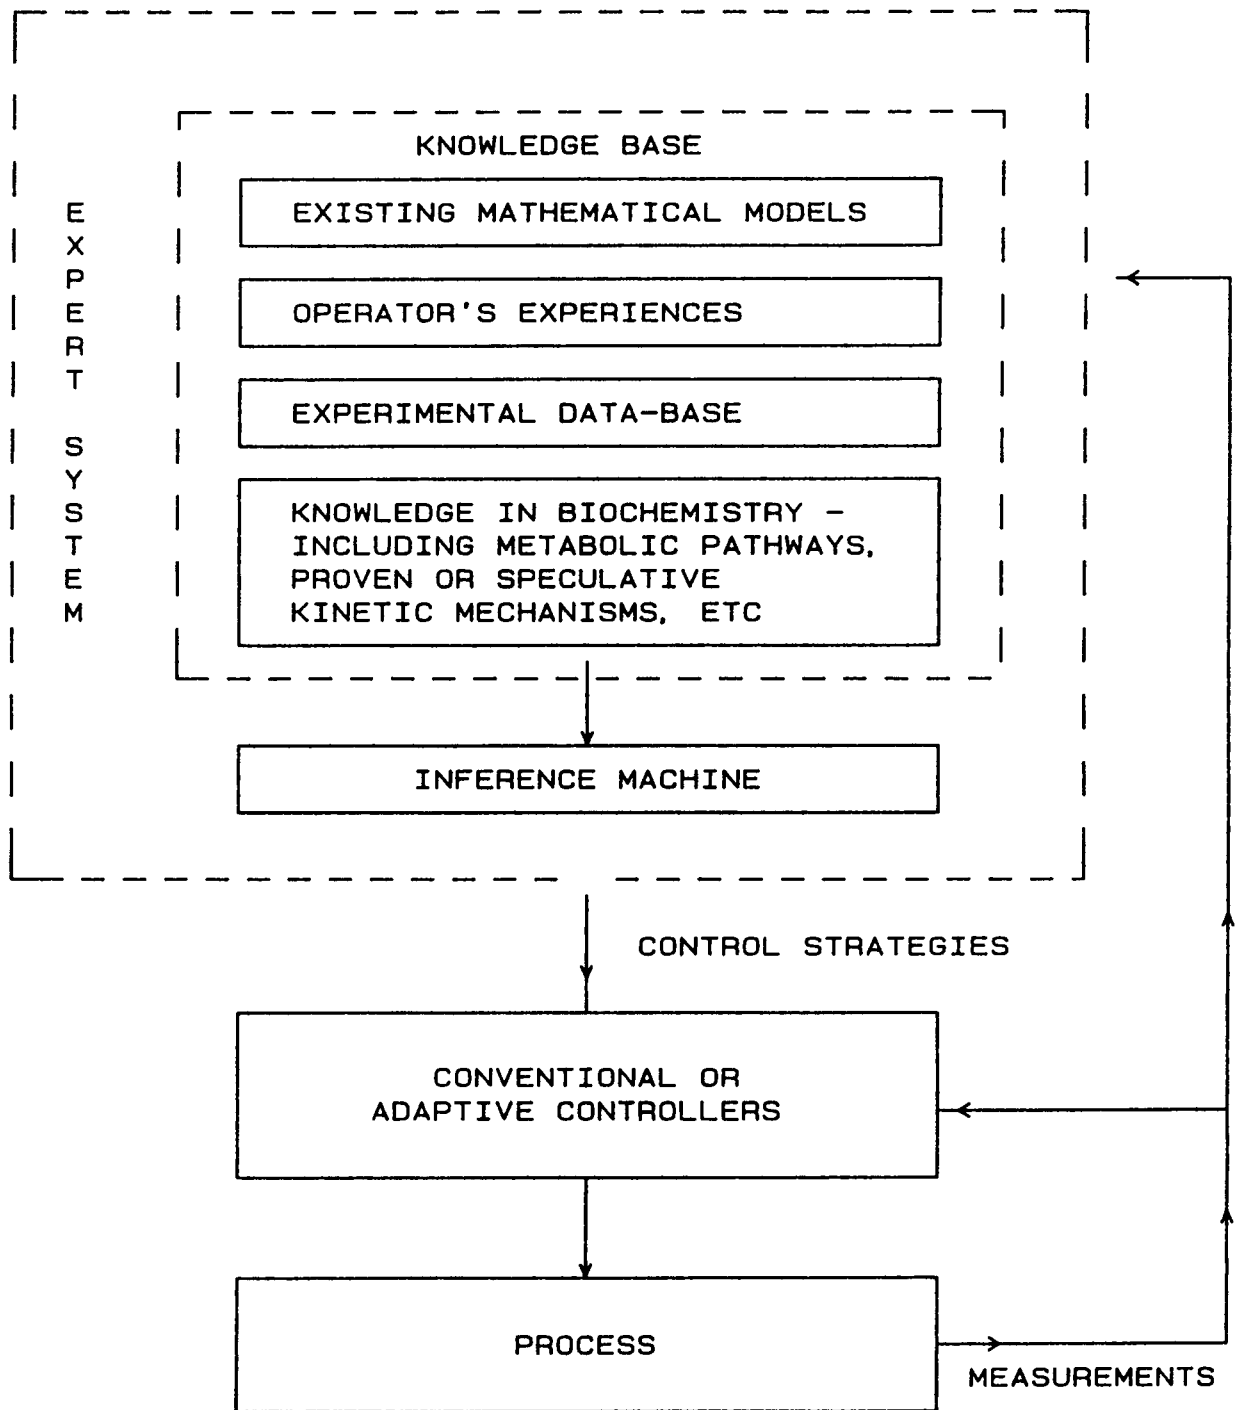 KNOWLEDGE BASE
EXISTING MATHEMATICAL MODELS
OPERATOR'S EXPERIENCES
EXPERIMENTAL DATA-BASE
KNOWLEDGE IN BIOCHEMISTRY -
INCLUDING METABOLIC PATHWAYS,
PROVEN OR SPECULATIVE
KINETIC MECHANISMS, ETC
EXPERT SYSTEM
INFERENCE MACHINE
CONTROL STRATEGIES
CONVENTIONAL OR
ADAPTIVE CONTROLLERS
PROCESS
MEASUREMENTS